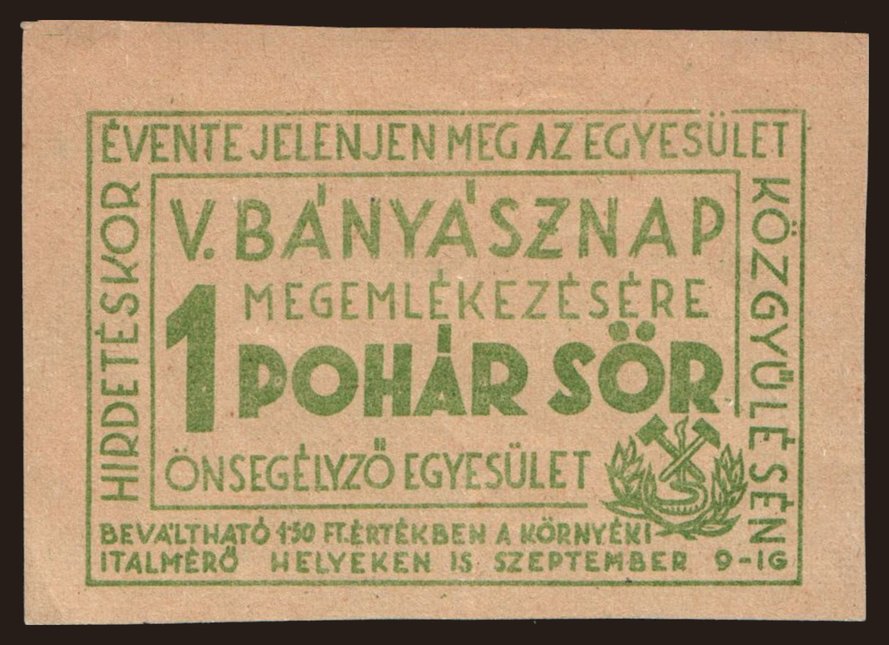 HIRDETÉSKOR
ÉVENTE JELENJEN MEG AZ EGYESÜLET
KÖZGYŰLÉSÉN
V. BÁNYÁSZNAP
MEGEMLÉKEZÉSÉRE
1 POHÁR SÖR
ÖNSEGÉLYZŐ EGYESÜLET
BEVÁLTHATÓ 1·50 FT. ÉRTÉKBEN A KÖRNYÉKI
ITALMÉRŐ HELYEKEN IS SZEPTEMBER 9-IG